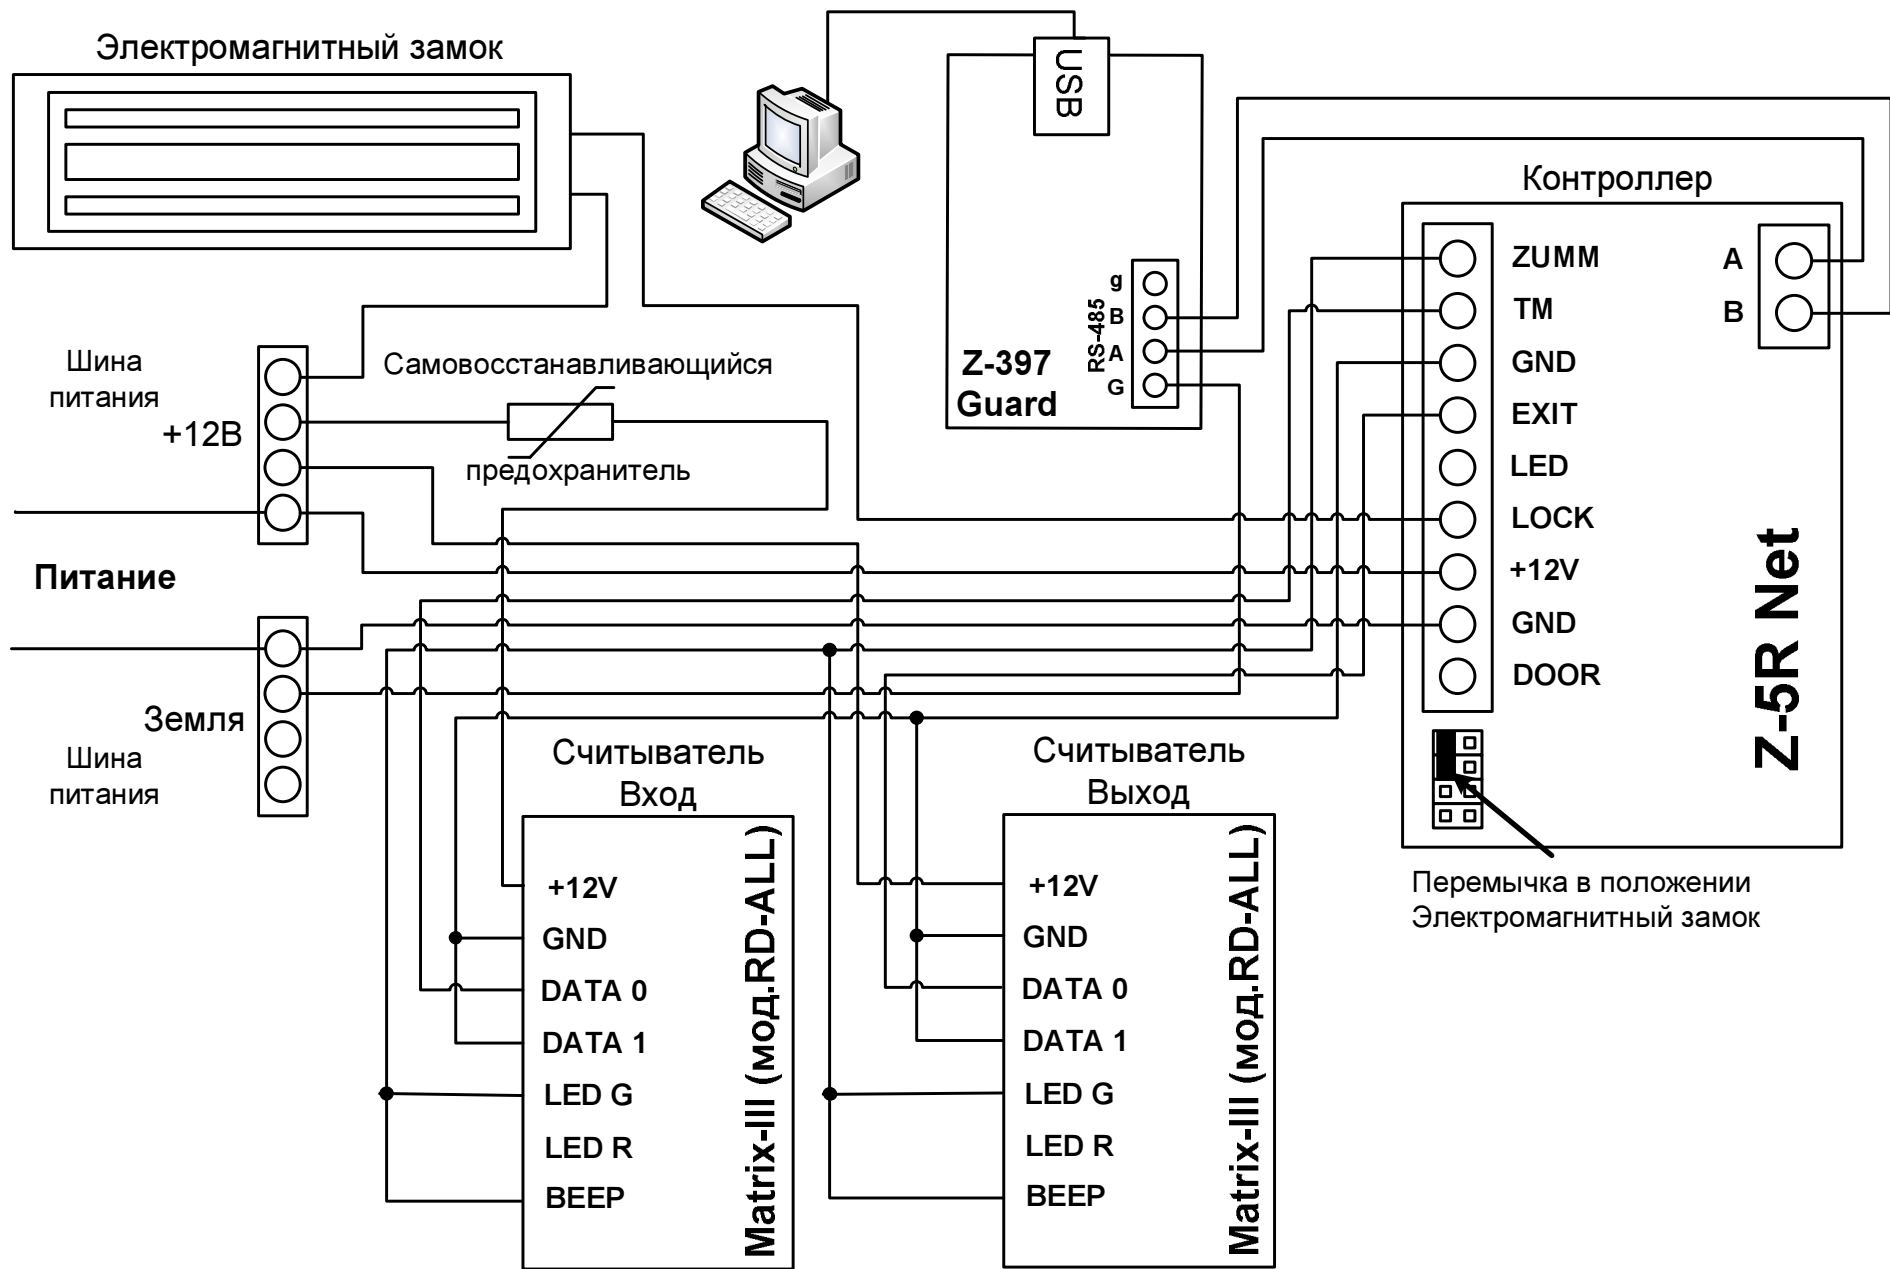 Электромагнитный замок
USB
Контроллер
ZUMM
TM
GND
EXIT
LED
LOCK
+12V
GND
DOOR
A
B
Z-5R Net
g
B
A
G
RS-485
Z-397
Guard
Шина
питания
+12В
Самовосстанавливающийся
предохранитель
Питание
Земля
Шина
питания
Считыватель
Вход
+12V
GND
DATA 0
DATA 1
LED G
LED R
BEEP
Matrix-III (мод.RD-ALL)
Считыватель
Выход
+12V
GND
DATA 0
DATA 1
LED G
LED R
BEEP
Matrix-III (мод.RD-ALL)
Перемычка в положении
Электромагнитный замок